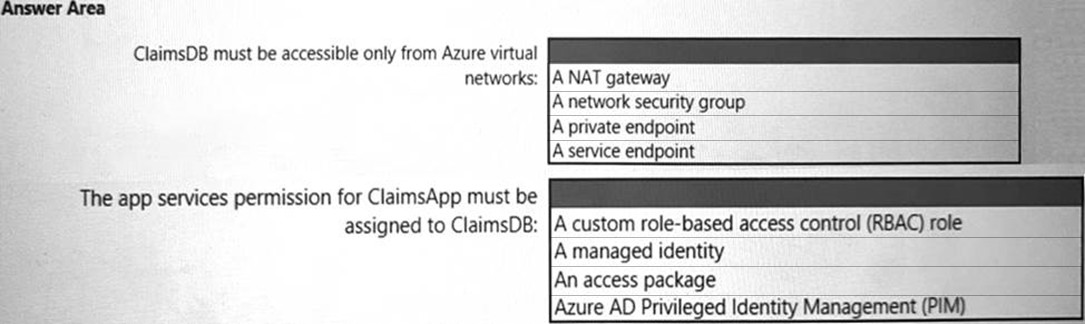 Answer Area
ClaimsDB must be accessible only from Azure virtual
networks:
A NAT gateway
A network security group
A private endpoint
A service endpoint
The app services permission for ClaimsApp must be
assigned to ClaimsDB:
A custom role-based access control (RBAC) role
A managed identity
An access package
Azure AD Privileged Identity Management (PIM)